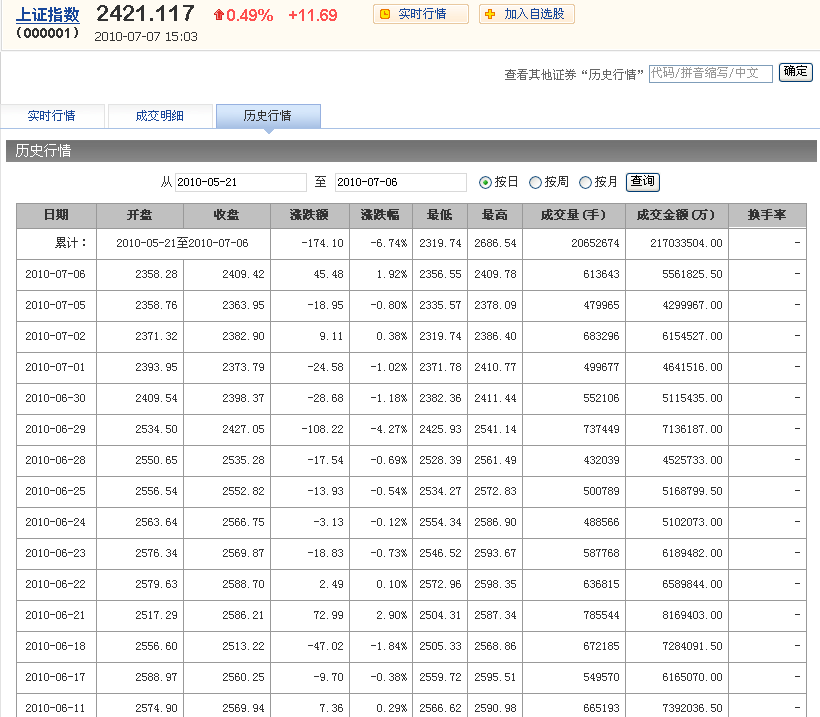 上证指数 2421.117 0.49% +11.69 实时行情 加入自选股
(000001) 2010-07-07 15:03
查看其他证券“历史行情” 代码/拼音缩写/中文 确定
实时行情 成交明细 历史行情
历史行情
从 2010-05-21 至 2010-07-06 按日 按周 按月 查询
日期 开盘 收盘 涨跌额 涨跌幅 最低 最高 成交量(手) 成交金额(万) 换手率
累计: 2010-05-21至2010-07-06 -174.10 -6.74% 2319.74 2686.54 20652674 217033504.00 -
2010-07-06 2358.28 2409.42 45.48 1.92% 2356.55 2409.78 613643 5561825.50 -
2010-07-05 2358.76 2363.95 -18.95 -0.80% 2335.57 2378.09 479965 4299967.00 -
2010-07-02 2371.32 2382.90 9.11 0.38% 2319.74 2386.40 683296 6154527.00 -
2010-07-01 2393.95 2373.79 -24.58 -1.02% 2371.78 2410.77 499677 4641516.00 -
2010-06-30 2409.54 2398.37 -28.68 -1.18% 2382.36 2411.44 552106 5115435.00 -
2010-06-29 2534.50 2427.05 -108.22 -4.27% 2425.93 2541.14 737449 7136187.00 -
2010-06-28 2550.65 2535.28 -17.54 -0.69% 2528.39 2561.49 432039 4525733.00 -
2010-06-25 2556.54 2552.82 -13.93 -0.54% 2534.27 2572.83 500789 5168799.50 -
2010-06-24 2563.64 2566.75 -3.13 -0.12% 2554.34 2586.90 488566 5102073.00 -
2010-06-23 2576.34 2569.87 -18.83 -0.73% 2546.52 2593.67 587768 6189482.00 -
2010-06-22 2579.63 2588.70 2.49 0.10% 2572.96 2598.35 636815 6589844.00 -
2010-06-21 2517.29 2586.21 72.99 2.90% 2504.31 2587.34 785544 8169403.00 -
2010-06-18 2556.60 2513.22 -47.02 -1.84% 2505.33 2568.86 672185 7284091.50 -
2010-06-17 2588.97 2560.25 -9.70 -0.38% 2559.72 2595.51 549570 6165070.00 -
2010-06-11 2574.90 2569.94 7.36 0.29% 2566.62 2590.98 665193 7392036.50 -